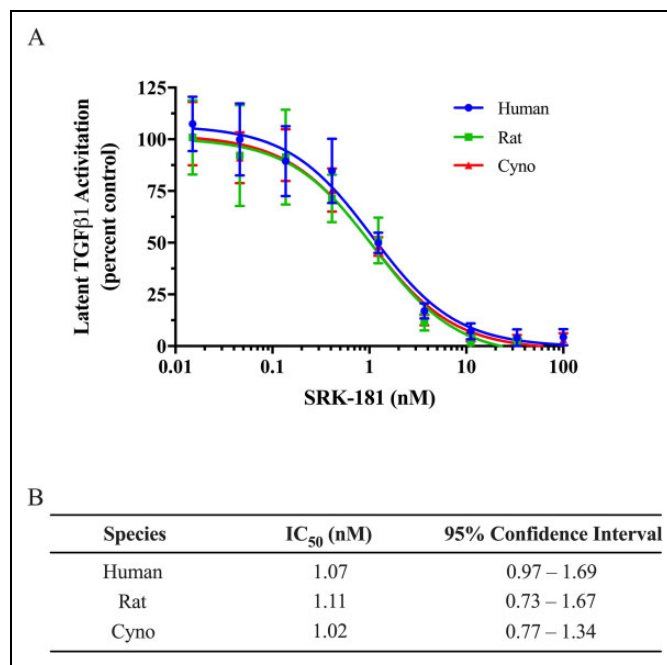 A
125
100
75
50
25
0
Latent TGFβ1 Activitation
(percent control)
Human
Rat
Cyno
0.01 0.1 1 10 100
SRK-181 (nM)
B
Species IC50 (nM) 95% Confidence Interval
Human 1.07 0.97 – 1.69
Rat 1.11 0.73 – 1.67
Cyno 1.02 0.77 – 1.34